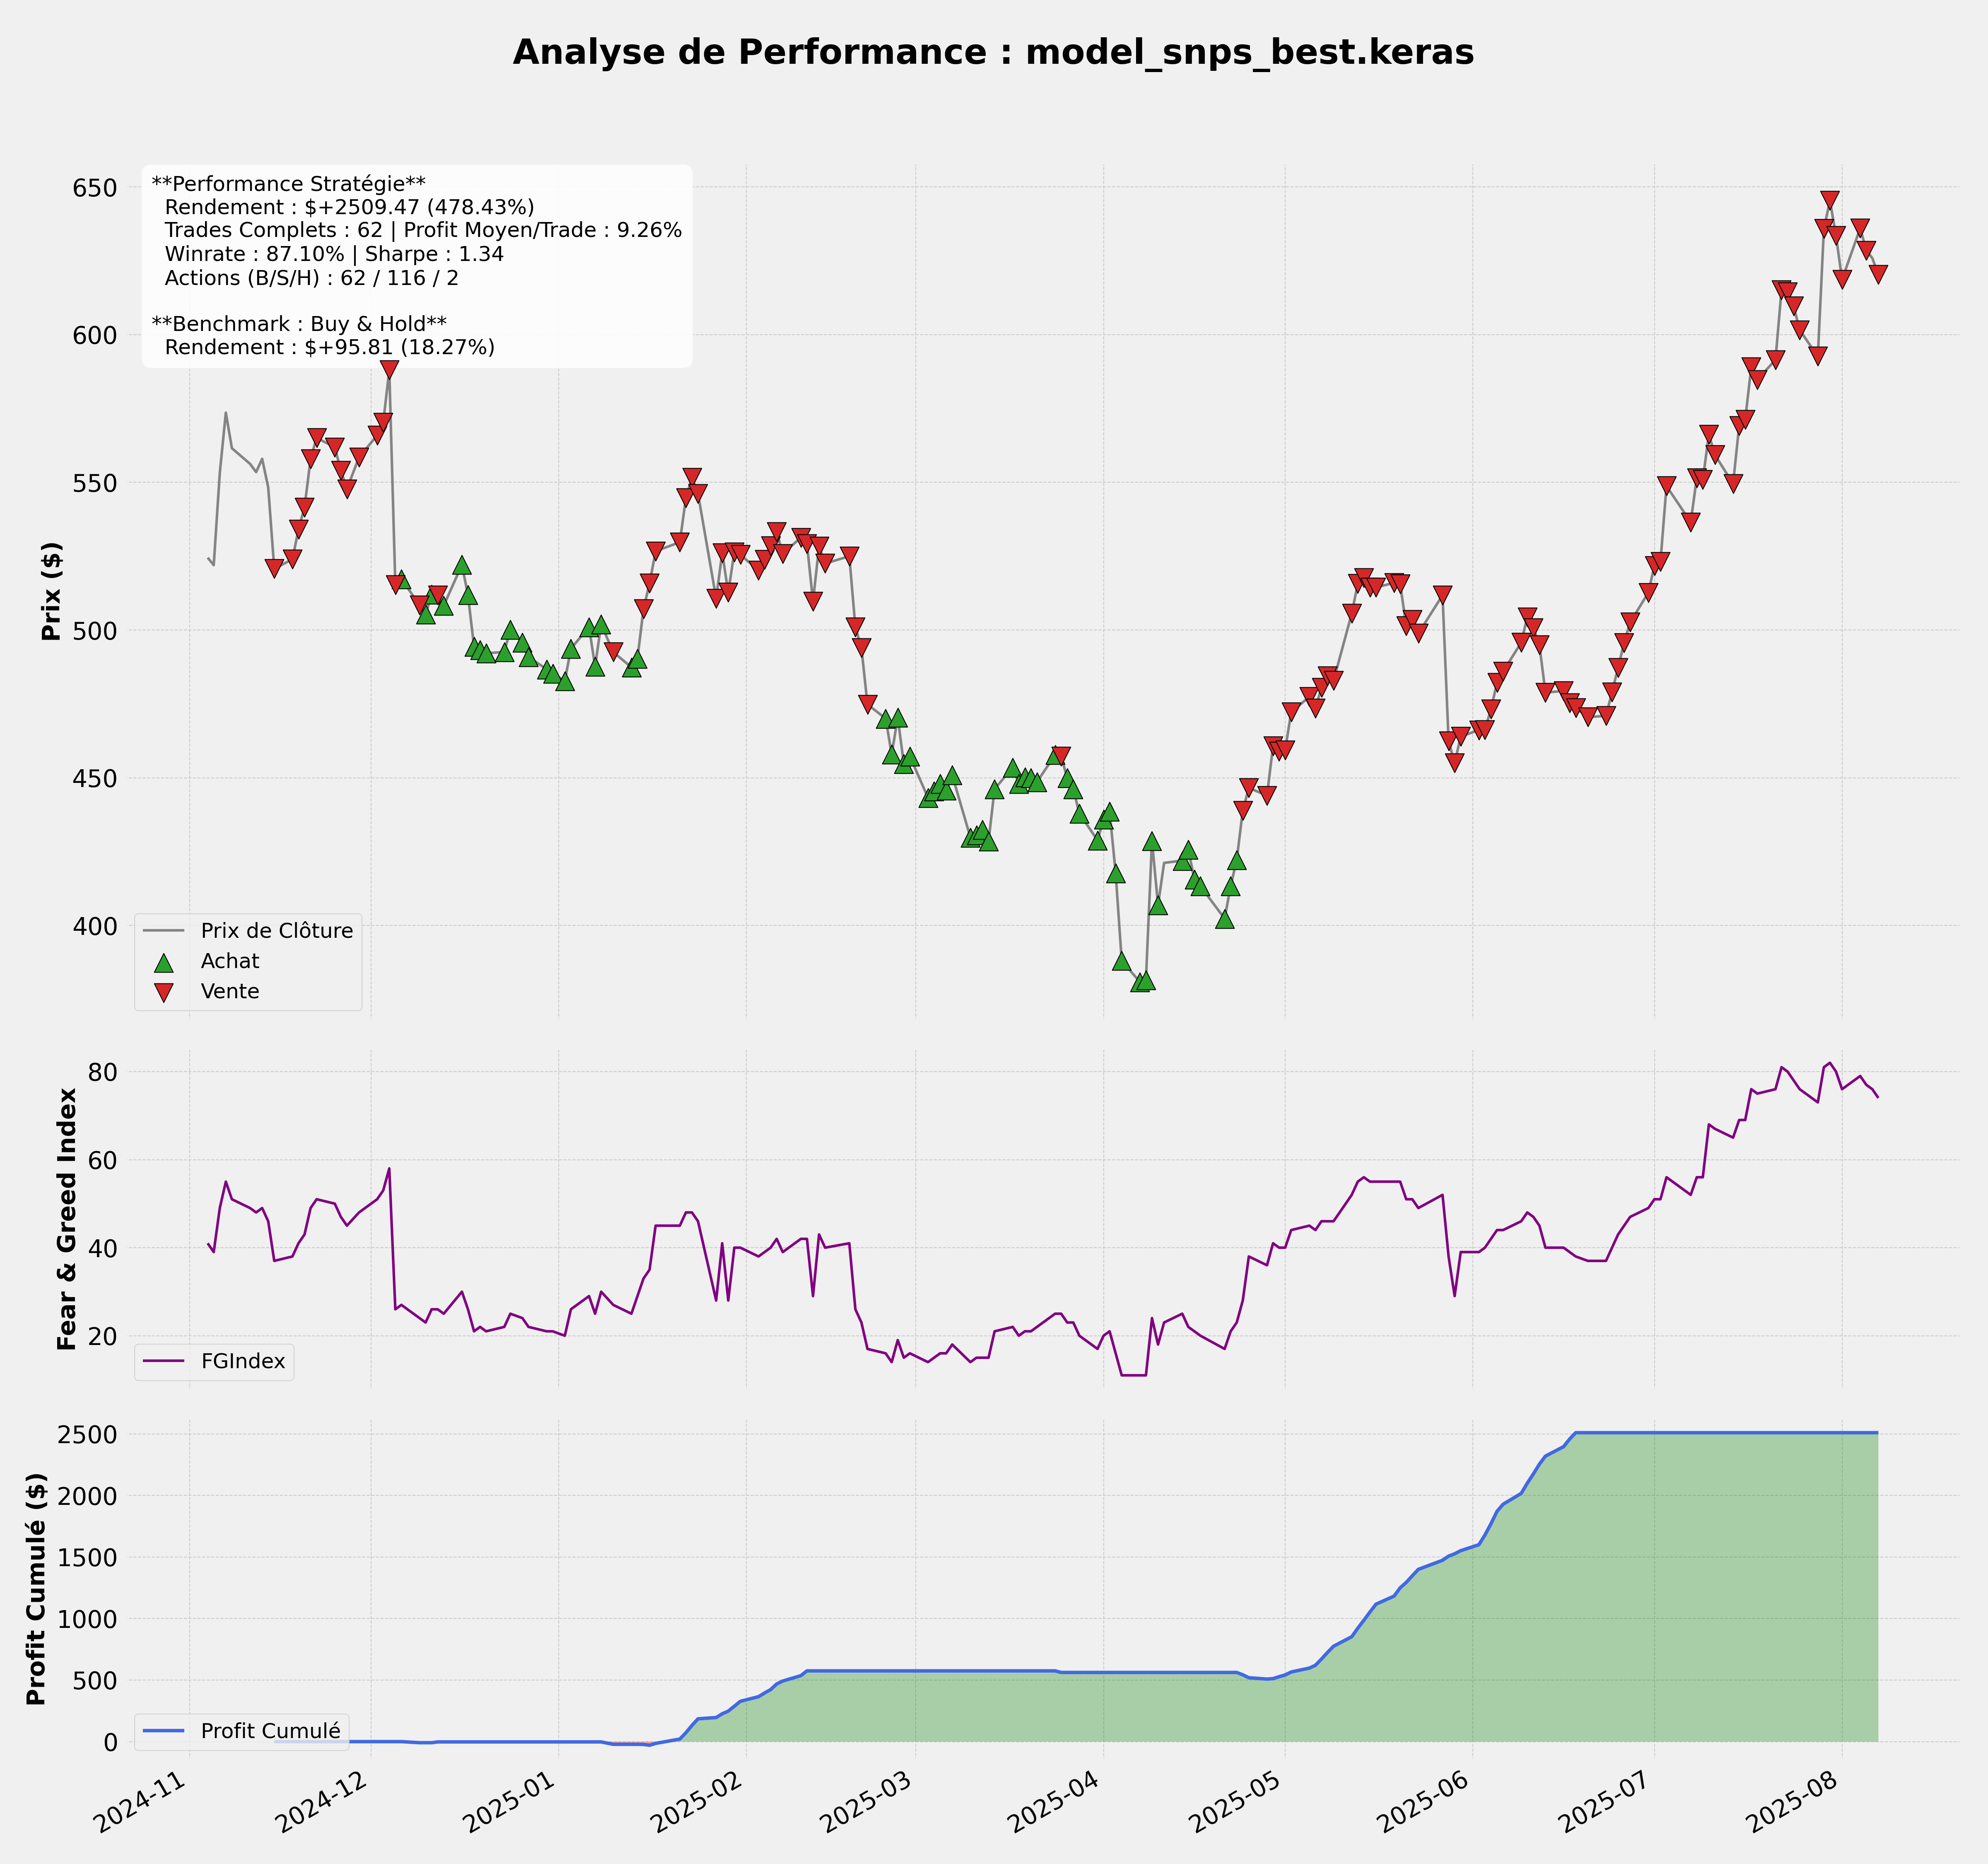 Analyse de Performance : model_snps_best.keras
**Performance Stratégie**
Rendement : $+2509.47 (478.43%)
Trades Complets : 62 | Profit Moyen/Trade : 9.26%
Winrate : 87.10% | Sharpe : 1.34
Actions (B/S/H) : 62 / 116 / 2
**Benchmark : Buy & Hold**
Rendement : $+95.81 (18.27%)
Prix ($)
650
600
550
500
450
400
Prix de Clôture
Achat
Vente
Fear & Greed Index
80
60
40
20
FGIndex
Profit Cumulé ($)
2500
2000
1500
1000
500
0
Profit Cumulé
2024-11
2024-12
2025-01
2025-02
2025-03
2025-04
2025-05
2025-06
2025-07
2025-08